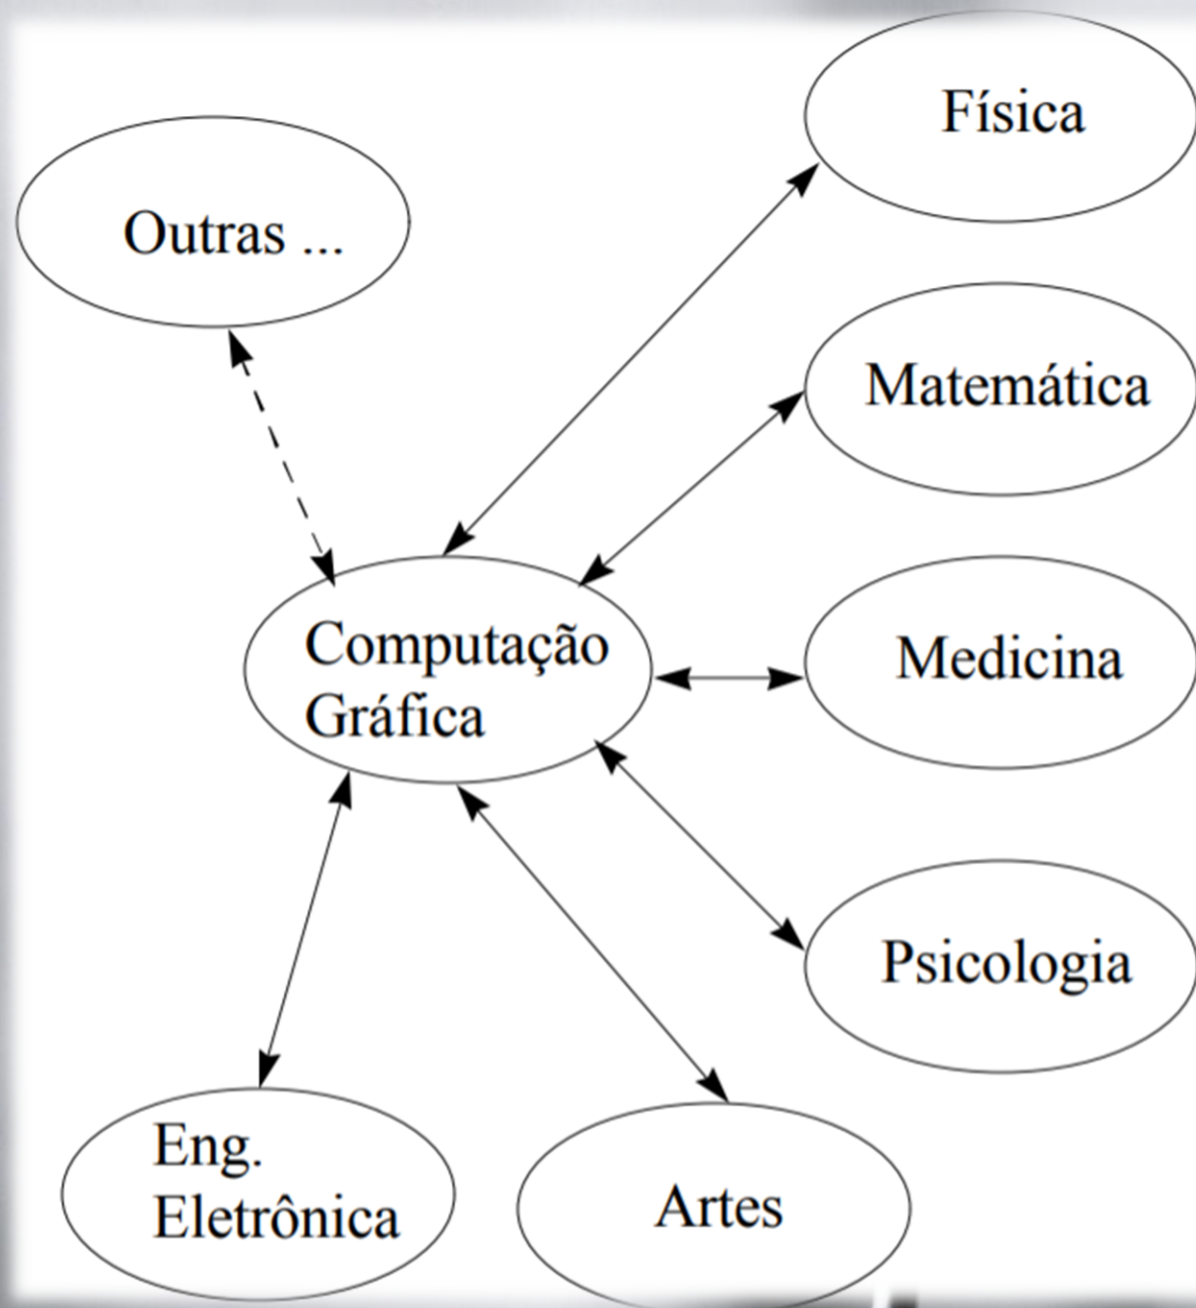 Física
Outras ...
Matemática
Computação
Gráfica
Medicina
Psicologia
Eng.
Eletrônica
Artes